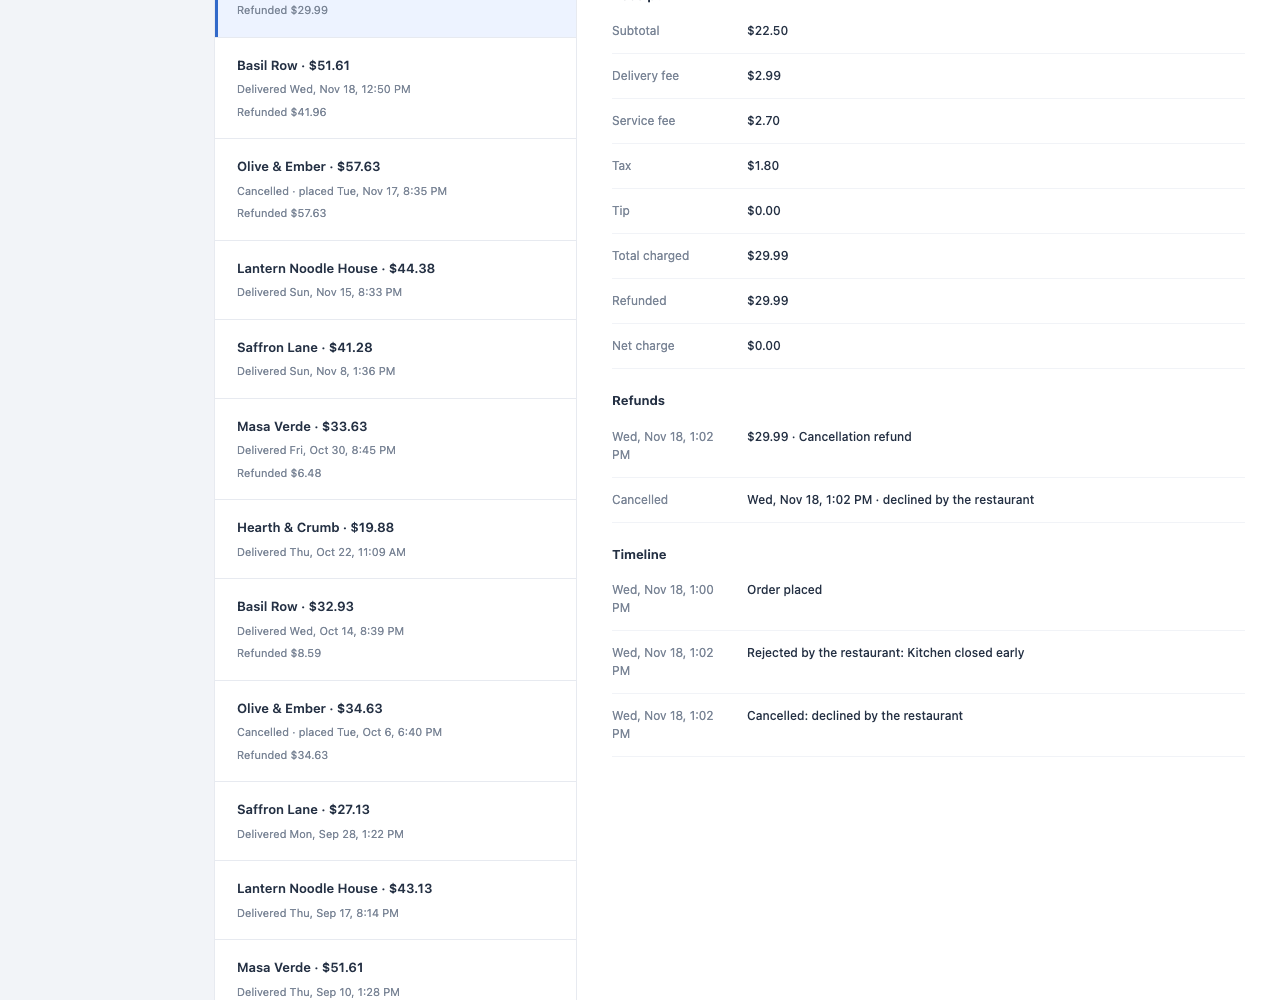 Refunded $29.99
Basil Row · $51.61
Delivered Wed, Nov 18, 12:50 PM
Refunded $41.96
Olive & Ember · $57.63
Cancelled · placed Tue, Nov 17, 8:35 PM
Refunded $57.63
Lantern Noodle House · $44.38
Delivered Sun, Nov 15, 8:33 PM
Saffron Lane · $41.28
Delivered Sun, Nov 8, 1:36 PM
Masa Verde · $33.63
Delivered Fri, Oct 30, 8:45 PM
Refunded $6.48
Hearth & Crumb · $19.88
Delivered Thu, Oct 22, 11:09 AM
Basil Row · $32.93
Delivered Wed, Oct 14, 8:39 PM
Refunded $8.59
Olive & Ember · $34.63
Cancelled · placed Tue, Oct 6, 6:40 PM
Refunded $34.63
Saffron Lane · $27.13
Delivered Mon, Sep 28, 1:22 PM
Lantern Noodle House · $43.13
Delivered Thu, Sep 17, 8:14 PM
Masa Verde · $51.61
Delivered Thu, Sep 10, 1:28 PM
Subtotal $22.50
Delivery fee $2.99
Service fee $2.70
Tax $1.80
Tip $0.00
Total charged $29.99
Refunded $29.99
Net charge $0.00
Refunds
Wed, Nov 18, 1:02 PM $29.99 · Cancellation refund
Cancelled Wed, Nov 18, 1:02 PM · declined by the restaurant
Timeline
Wed, Nov 18, 1:00 PM Order placed
Wed, Nov 18, 1:02 PM Rejected by the restaurant: Kitchen closed early
Wed, Nov 18, 1:02 PM Cancelled: declined by the restaurant